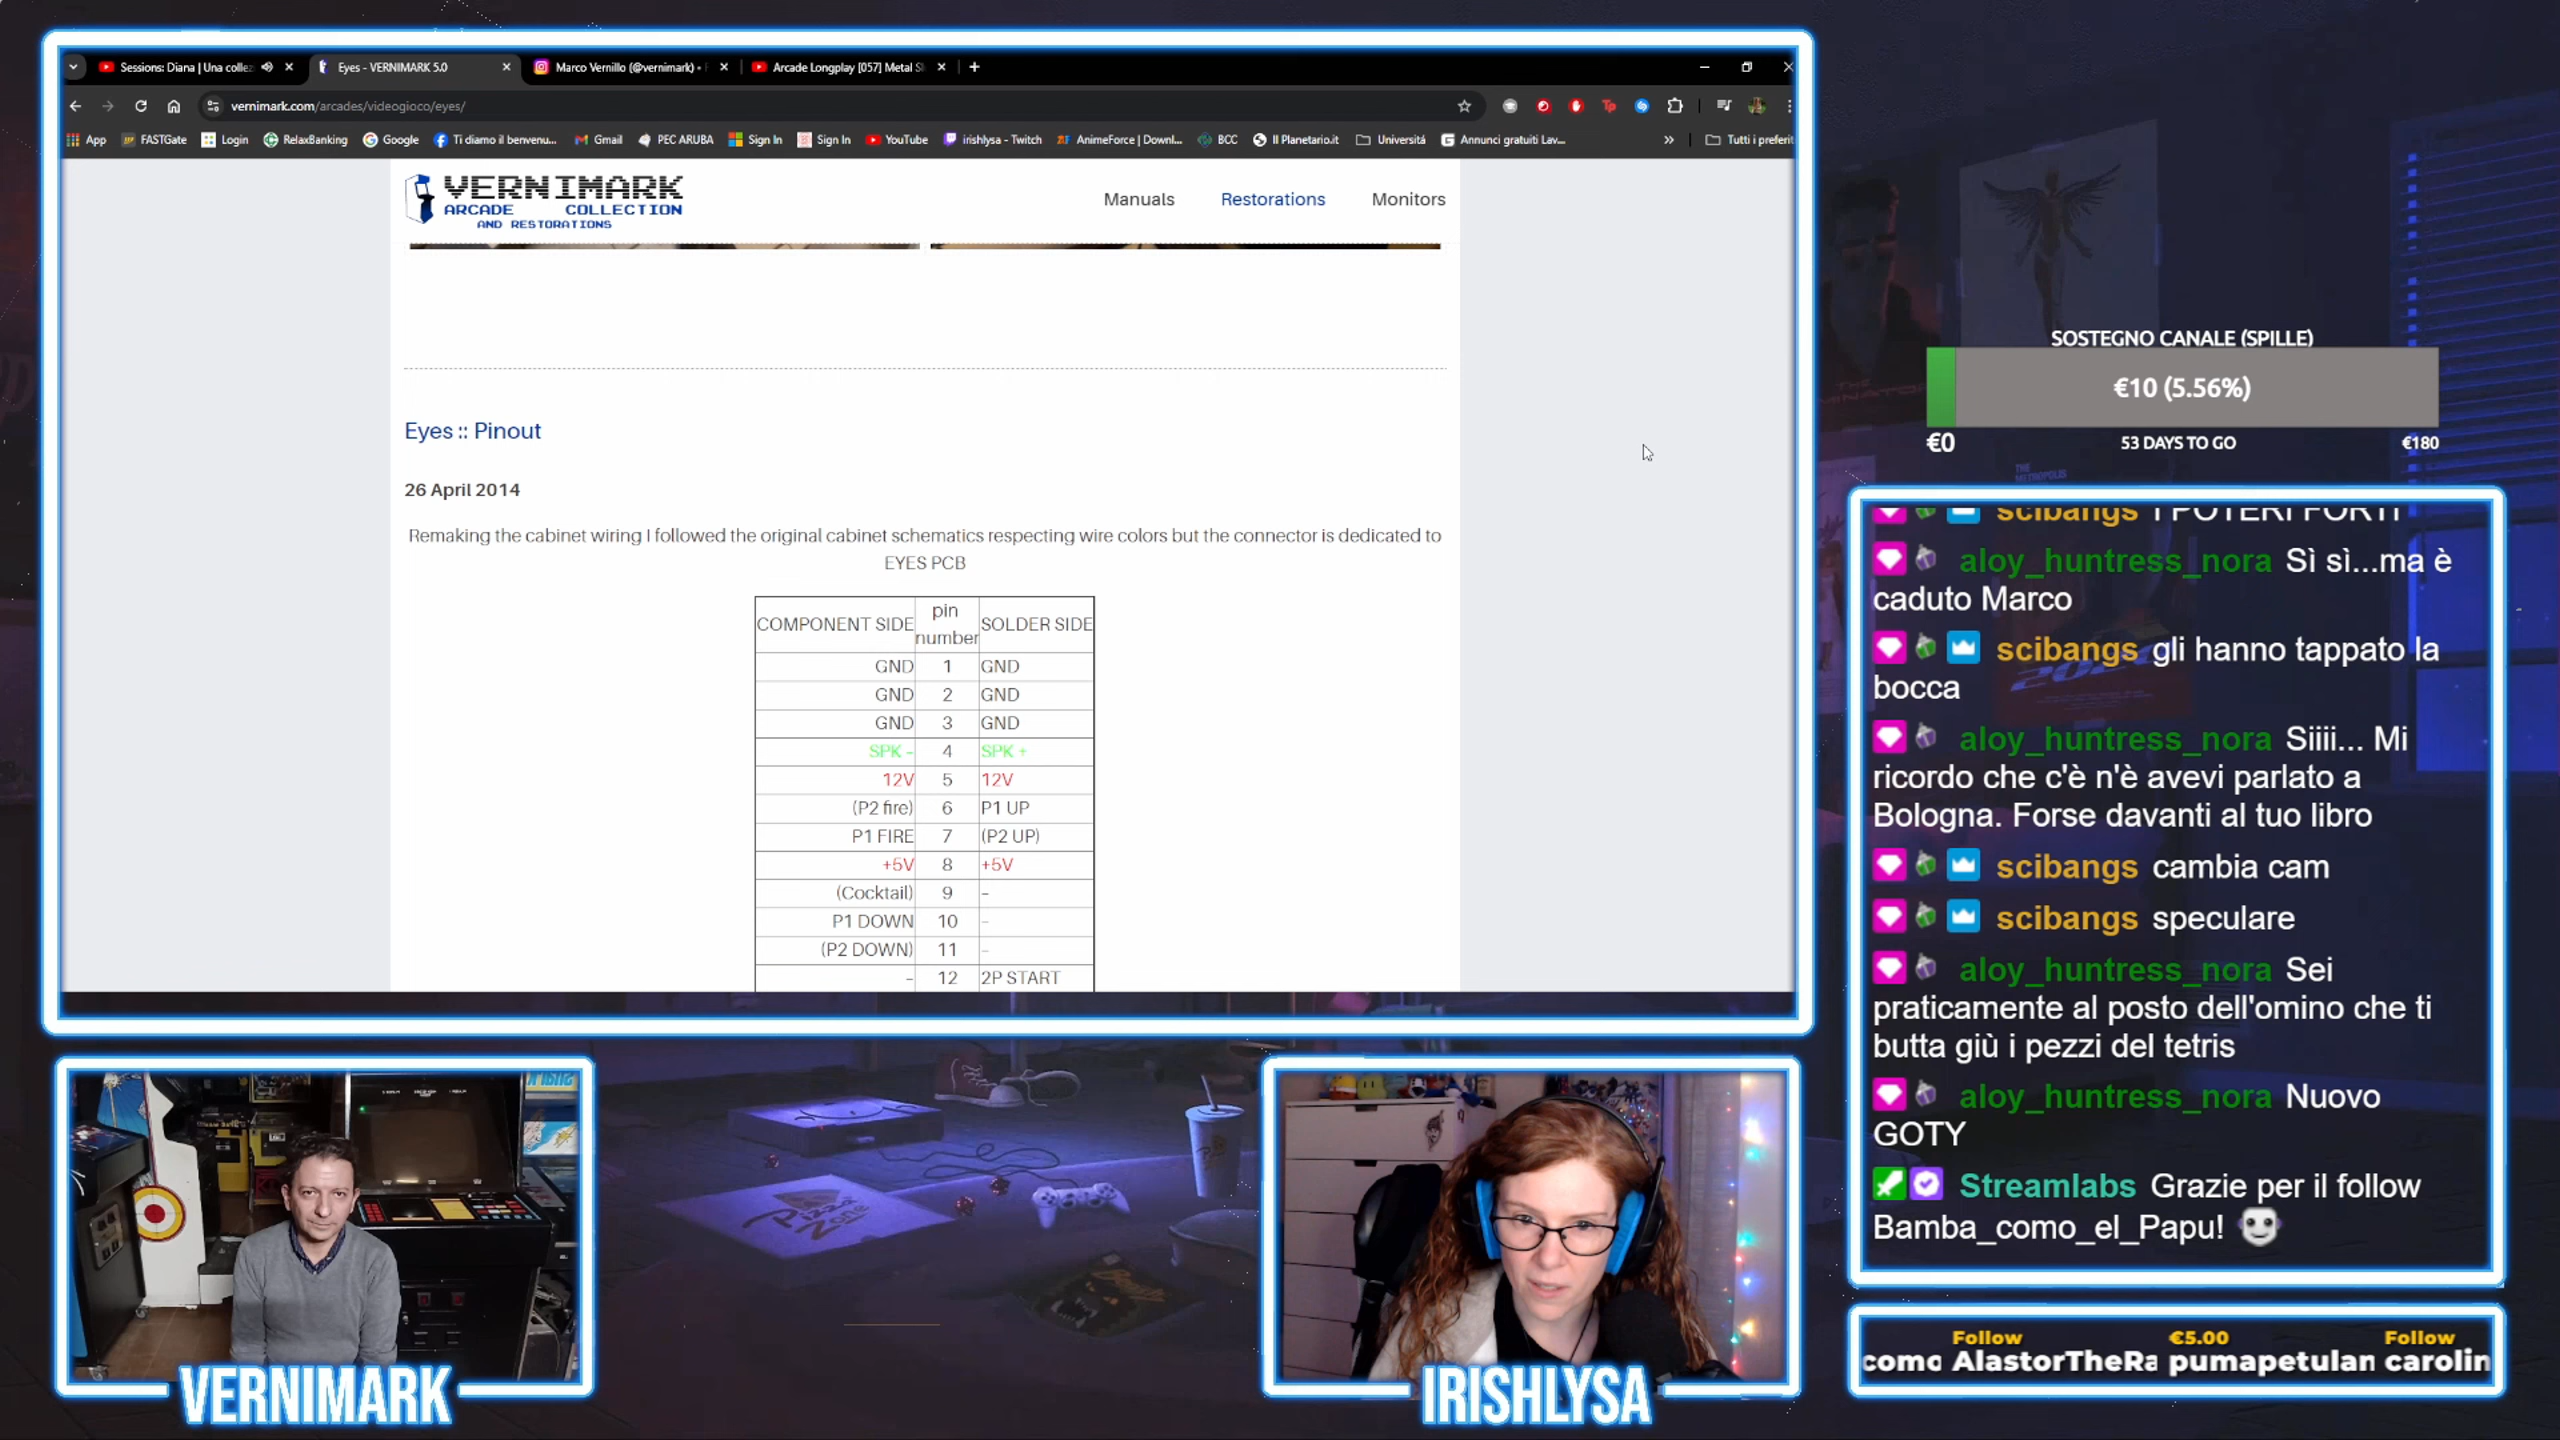 Sessions: Diana | Una collez
Eyes - VERNIMARK 5.0
Marco Vernillo (@vernimark) •
Arcade Longplay [057] Metal S
vernimark.com/arcades/videogioco/eyes/
App
FASTGate
Login
RelaxBanking
Google
Ti diamo il benvenu...
Gmail
PEC ARUBA
Sign In
Sign In
YouTube
irishlysa - Twitch
AnimeForce | Downl...
BCC
Il Planetario.it
Universitá
Annunci gratuiti Lav...
»
Tutti i preferit
VERNIMARK
ARCADE COLLECTION
AND RESTORATIONS
Manuals
Restorations
Monitors
Eyes :: Pinout
26 April 2014
Remaking the cabinet wiring I followed the original cabinet schematics respecting wire colors but the connector is dedicated to
EYES PCB
COMPONENT SIDE pin number SOLDER SIDE
GND 1 GND
GND 2 GND
GND 3 GND
SPK - 4 SPK +
12V 5 12V
(P2 fire) 6 P1 UP
P1 FIRE 7 (P2 UP)
+5V 8 +5V
(Cocktail) 9 –
P1 DOWN 10 –
(P2 DOWN) 11 –
– 12 2P START
SOSTEGNO CANALE (SPILLE)
€10 (5.56%)
€0
53 DAYS TO GO
€180
scibangs I POTERI FORTI
aloy_huntress_nora Sì sì...ma è
caduto Marco
scibangs gli hanno tappato la
bocca
aloy_huntress_nora Siiii... Mi
ricordo che c'è n'è avevi parlato a
Bologna. Forse davanti al tuo libro
scibangs cambia cam
scibangs speculare
aloy_huntress_nora Sei
praticamente al posto dell'omino che ti
butta giù i pezzi del tetris
aloy_huntress_nora Nuovo
GOTY
Streamlabs Grazie per il follow
Bamba_como_el_Papu!
Follow
€5.00
Follow
como AlastorTheRa pumapetulan carolin
VERNIMARK
IRISHLYSA
Pizza
Zone